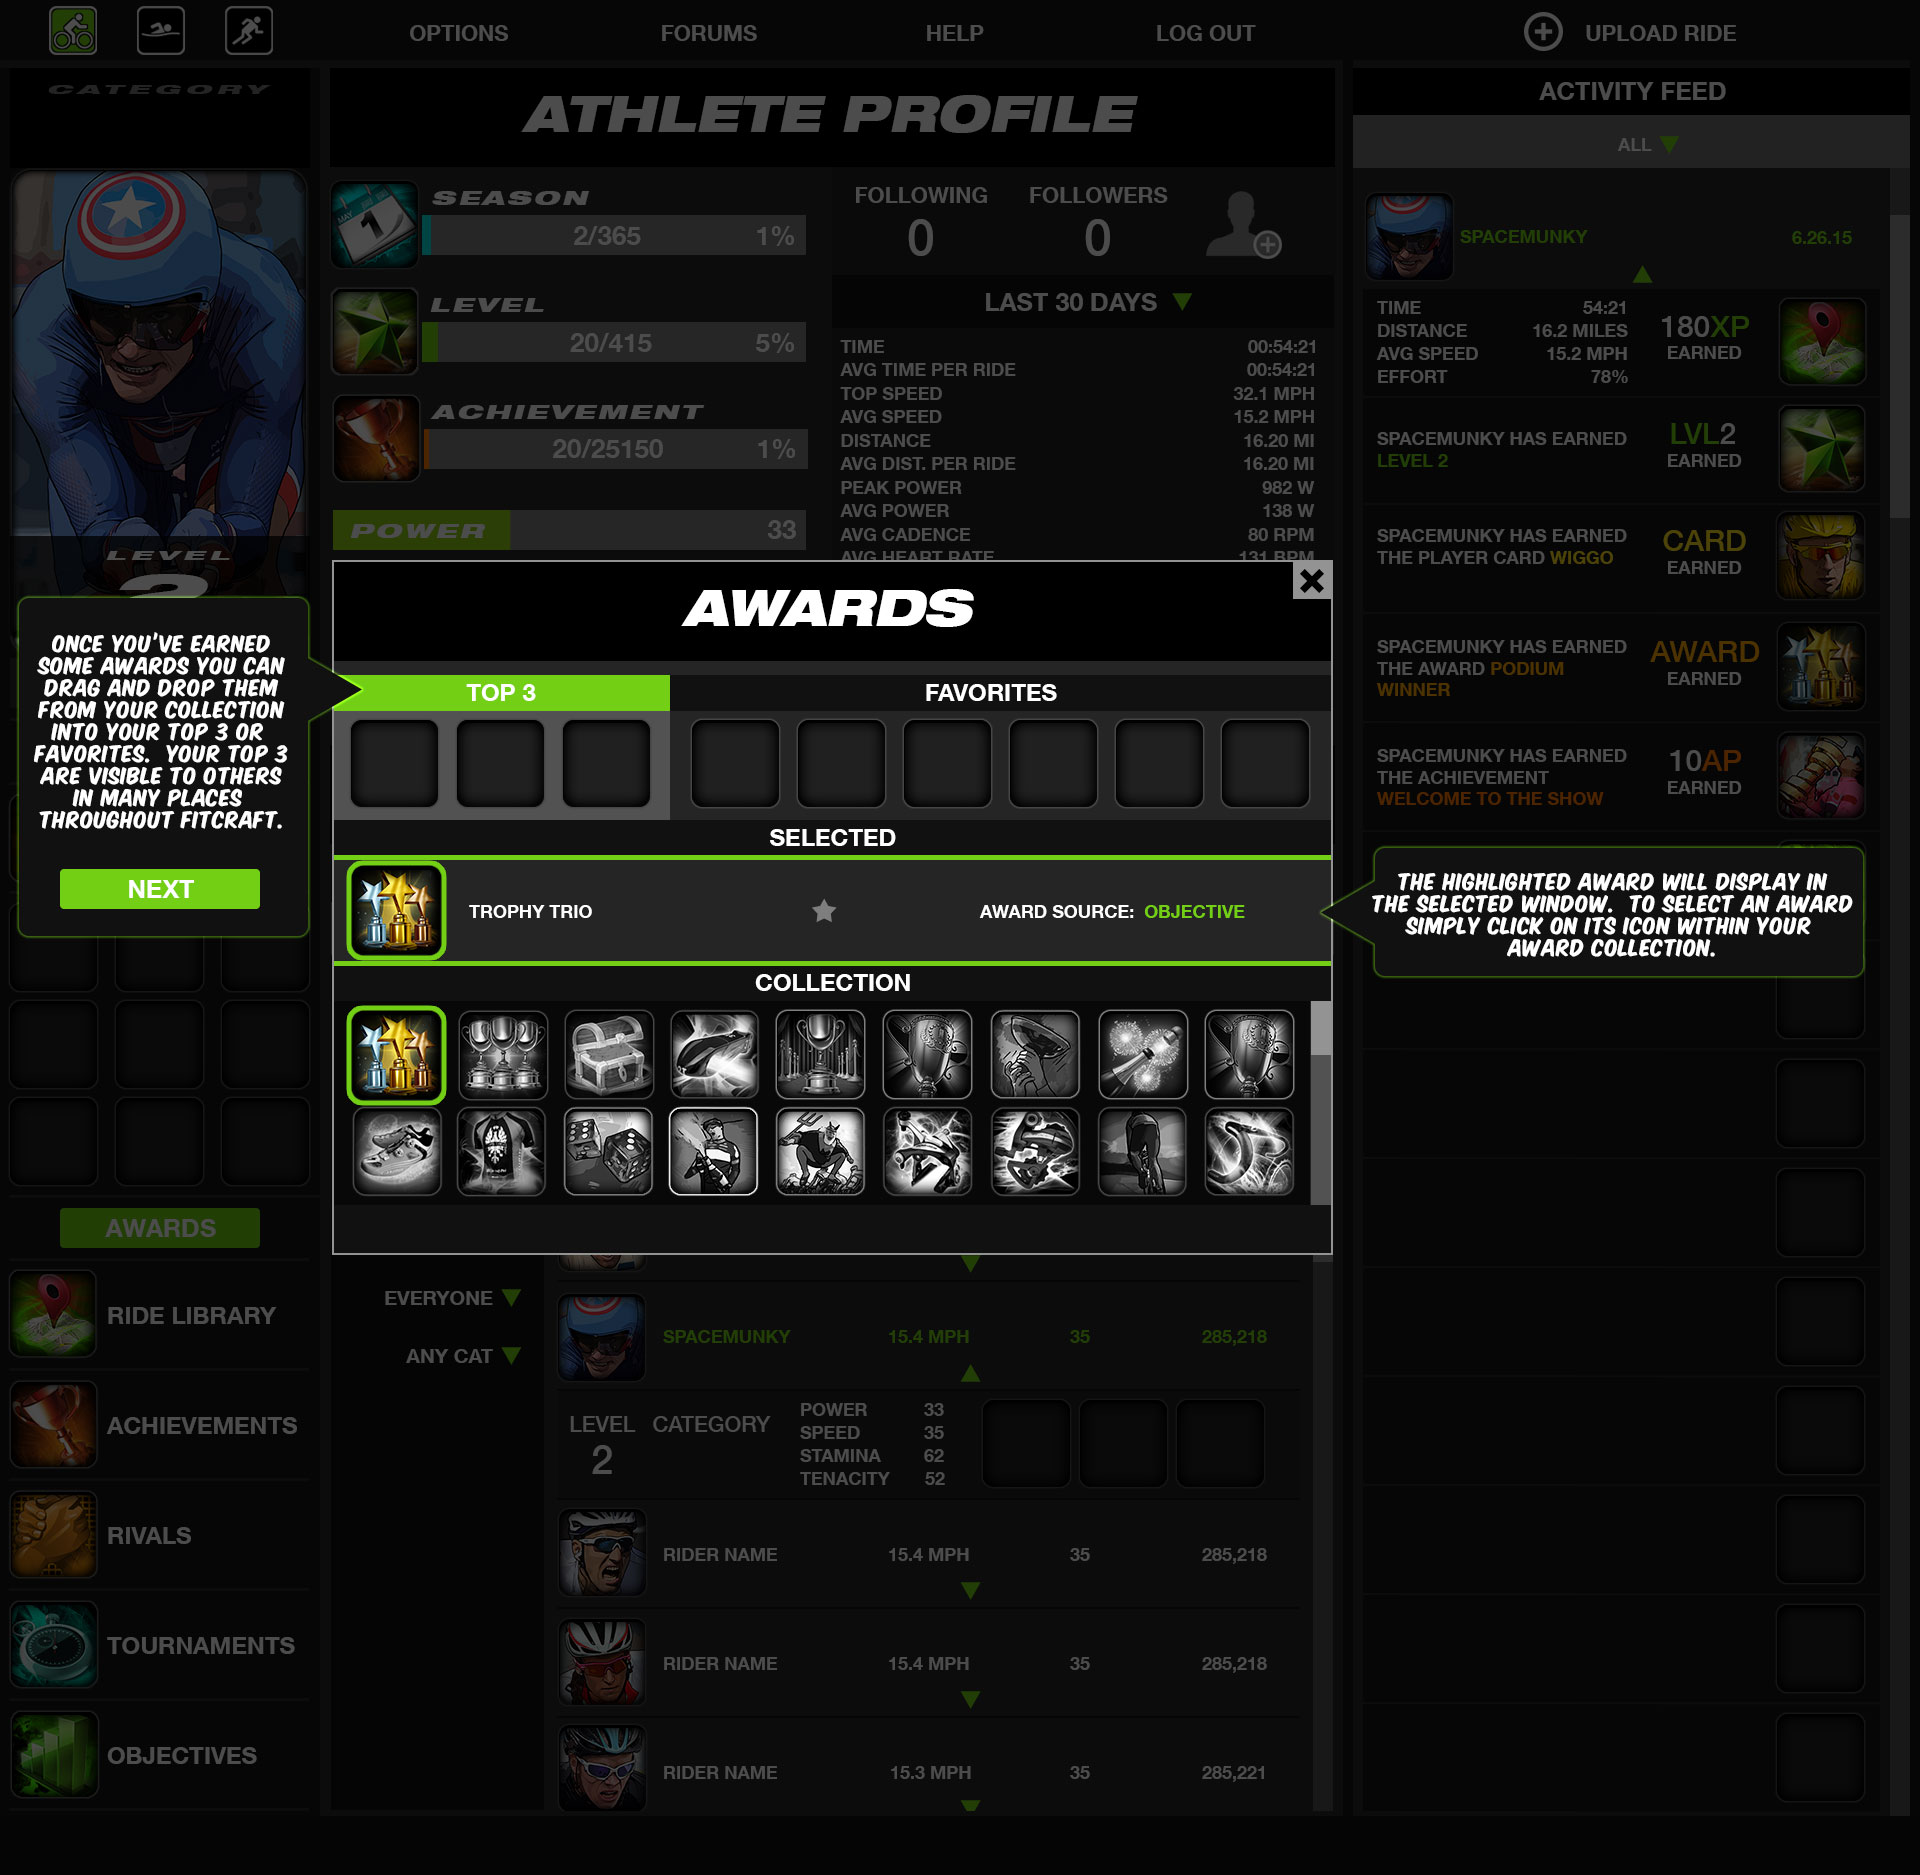 OPTIONS
FORUMS
HELP
LOG OUT
UPLOAD RIDE
CATEGORY
ATHLETE PROFILE
ACTIVITY FEED
ALL
SEASON
2/365 1%
LEVEL
20/415 5%
ACHIEVEMENT
20/25150 1%
POWER 33
LEVEL
2
FOLLOWING FOLLOWERS
0 0
LAST 30 DAYS
TIME 00:54:21
AVG TIME PER RIDE 00:54:21
TOP SPEED 32.1 MPH
AVG SPEED 15.2 MPH
DISTANCE 16.20 MI
AVG DIST. PER RIDE 16.20 MI
PEAK POWER 982 W
AVG POWER 138 W
AVG CADENCE 80 RPM
AVG HEART RATE 131 BPM
SPACEMUNKY 6.26.15
TIME 54:21
DISTANCE 16.2 MILES
AVG SPEED 15.2 MPH
EFFORT 78%
180XP
EARNED
SPACEMUNKY HAS EARNED
LEVEL 2
LVL2
EARNED
SPACEMUNKY HAS EARNED
THE PLAYER CARD WIGGO
CARD
EARNED
SPACEMUNKY HAS EARNED
THE AWARD PODIUM
WINNER
AWARD
EARNED
SPACEMUNKY HAS EARNED
THE ACHIEVEMENT
WELCOME TO THE SHOW
10AP
EARNED
ONCE YOU'VE EARNED
SOME AWARDS YOU CAN
DRAG AND DROP THEM
FROM YOUR COLLECTION
INTO YOUR TOP 3 OR
FAVORITES. YOUR TOP 3
ARE VISIBLE TO OTHERS
IN MANY PLACES
THROUGHOUT FITCRAFT.
NEXT
AWARDS
TOP 3
FAVORITES
SELECTED
TROPHY TRIO
AWARD SOURCE: OBJECTIVE
COLLECTION
THE HIGHLIGHTED AWARD WILL DISPLAY IN
THE SELECTED WINDOW. TO SELECT AN AWARD
SIMPLY CLICK ON ITS ICON WITHIN YOUR
AWARD COLLECTION.
AWARDS
RIDE LIBRARY
ACHIEVEMENTS
RIVALS
TOURNAMENTS
OBJECTIVES
EVERYONE
ANY CAT
SPACEMUNKY 15.4 MPH 35 285,218
LEVEL CATEGORY
2
POWER 33
SPEED 35
STAMINA 62
TENACITY 52
RIDER NAME 15.4 MPH 35 285,218
RIDER NAME 15.4 MPH 35 285,218
RIDER NAME 15.3 MPH 35 285,221